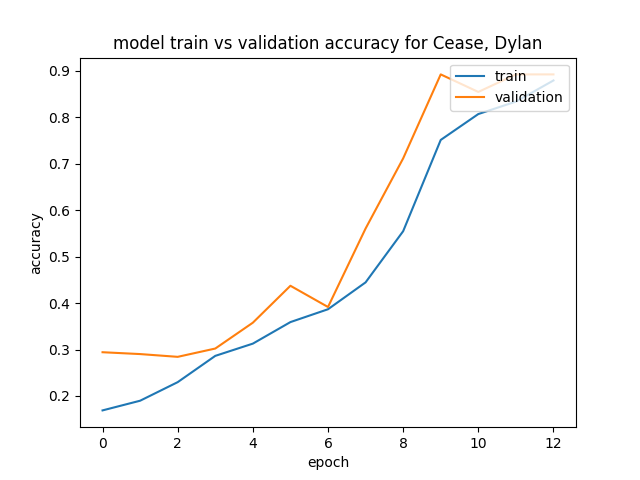 model train vs validation accuracy for Cease, Dylan
train
validation
0.9
0.8
0.7
0.6
0.5
0.4
0.3
0.2
accuracy
0 2 4 6 8 10 12
epoch